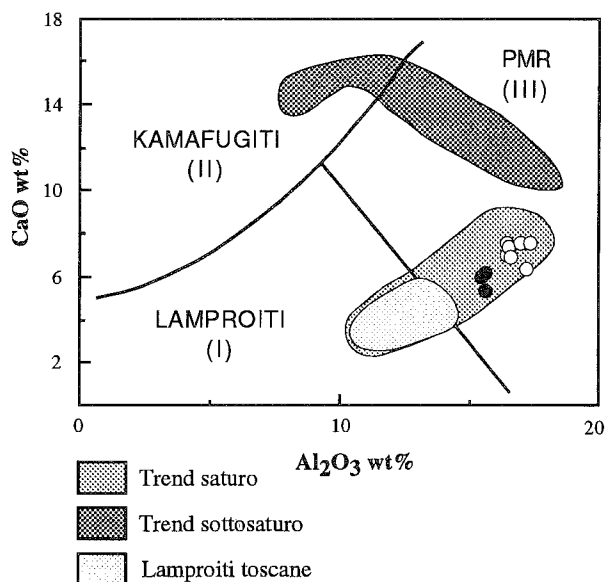 18
14
10
6
2
CaO wt%
PMR
(III)
KAMAFUGITI
(II)
LAMPROITI
(I)
0
10
20
Al₂O₃ wt%
Trend saturo
Trend sottosaturo
Lamproiti toscane